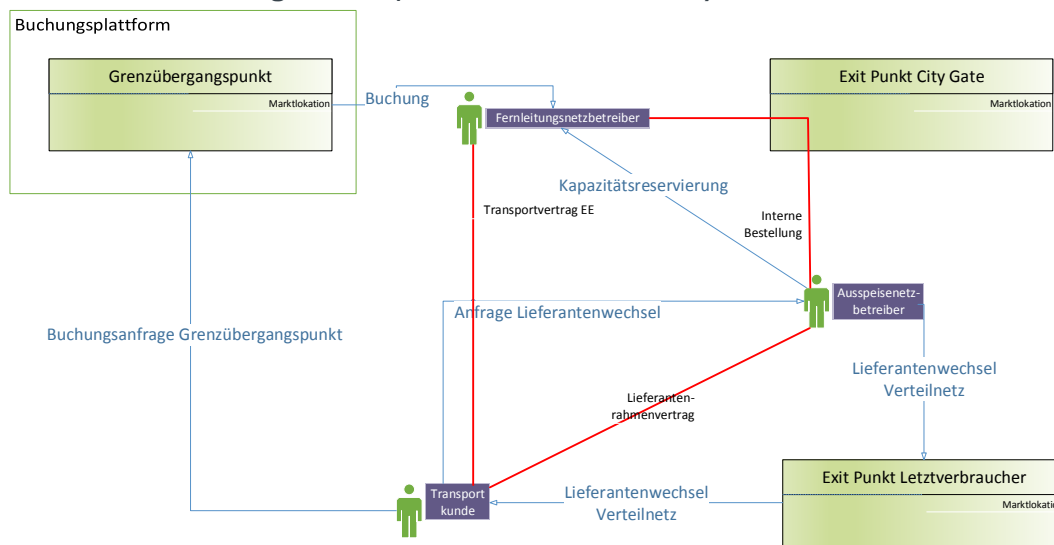 Buchungsplattform
Grenzübergangspunkt
Marktlokation
Buchung
Fernleitungsnetzbetreiber
Exit Punkt City Gate
Marktlokation
Kapazitätsreservierung
Transportvertrag EE
Interne
Bestellung
Ausspeisenetz-
betreiber
Anfrage Lieferantenwechsel
Buchungsanfrage Grenzübergangspunkt
Lieferantenwechsel
Verteilnetz
Lieferanten-
rahmenvertrag
Exit Punkt Letztverbraucher
Marktlokation
Transport
kunde
Lieferantenwechsel
Verteilnetz